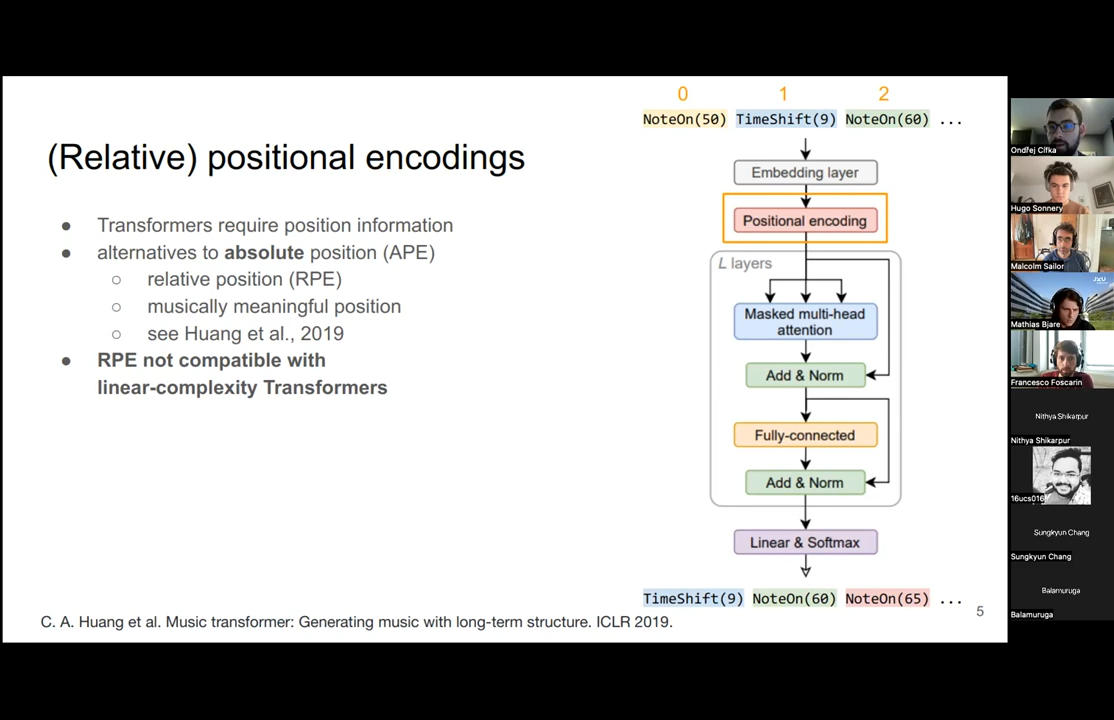 0 1 2
NoteOn(50) TimeShift(9) NoteOn(60) ...
(Relative) positional encodings
● Transformers require position information
● alternatives to absolute position (APE)
○ relative position (RPE)
○ musically meaningful position
○ see Huang et al., 2019
● RPE not compatible with
linear-complexity Transformers
Embedding layer
Positional encoding
L layers
Masked multi-head
attention
Add & Norm
Fully-connected
Add & Norm
Linear & Softmax
TimeShift(9) NoteOn(60) NoteOn(65) ...
C. A. Huang et al. Music transformer: Generating music with long-term structure. ICLR 2019.
5
Ondřej Cífka
Hugo Sonnery
Malcolm Sailor
JKU
Mathias Bjare
Francesco Foscarin
Nithya Shikarpur
Nithya Shikarpur
16ucs016
Sungkyun Chang
Sungkyun Chang
Balamuruga
Balamuruga